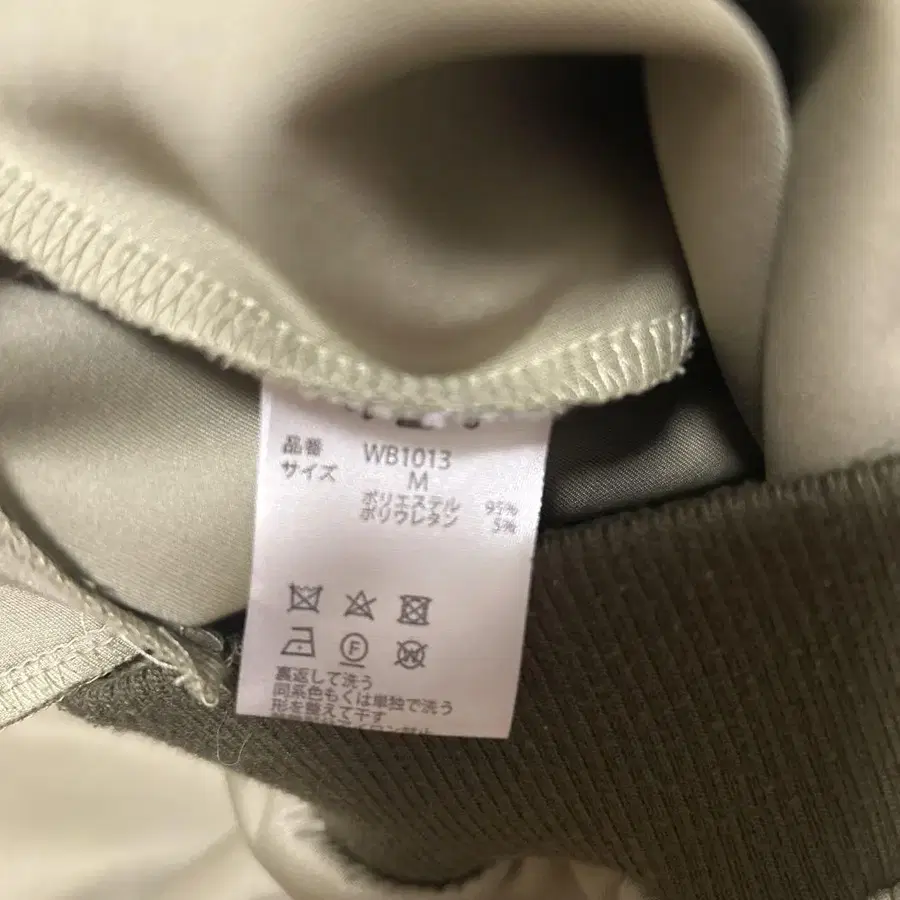 品番 WB1013
サイズ M
ポリエステル 95%
ポリウレタン 5%
F W
裏返して洗う
同系色もくは単独で洗う
形を整えて干す